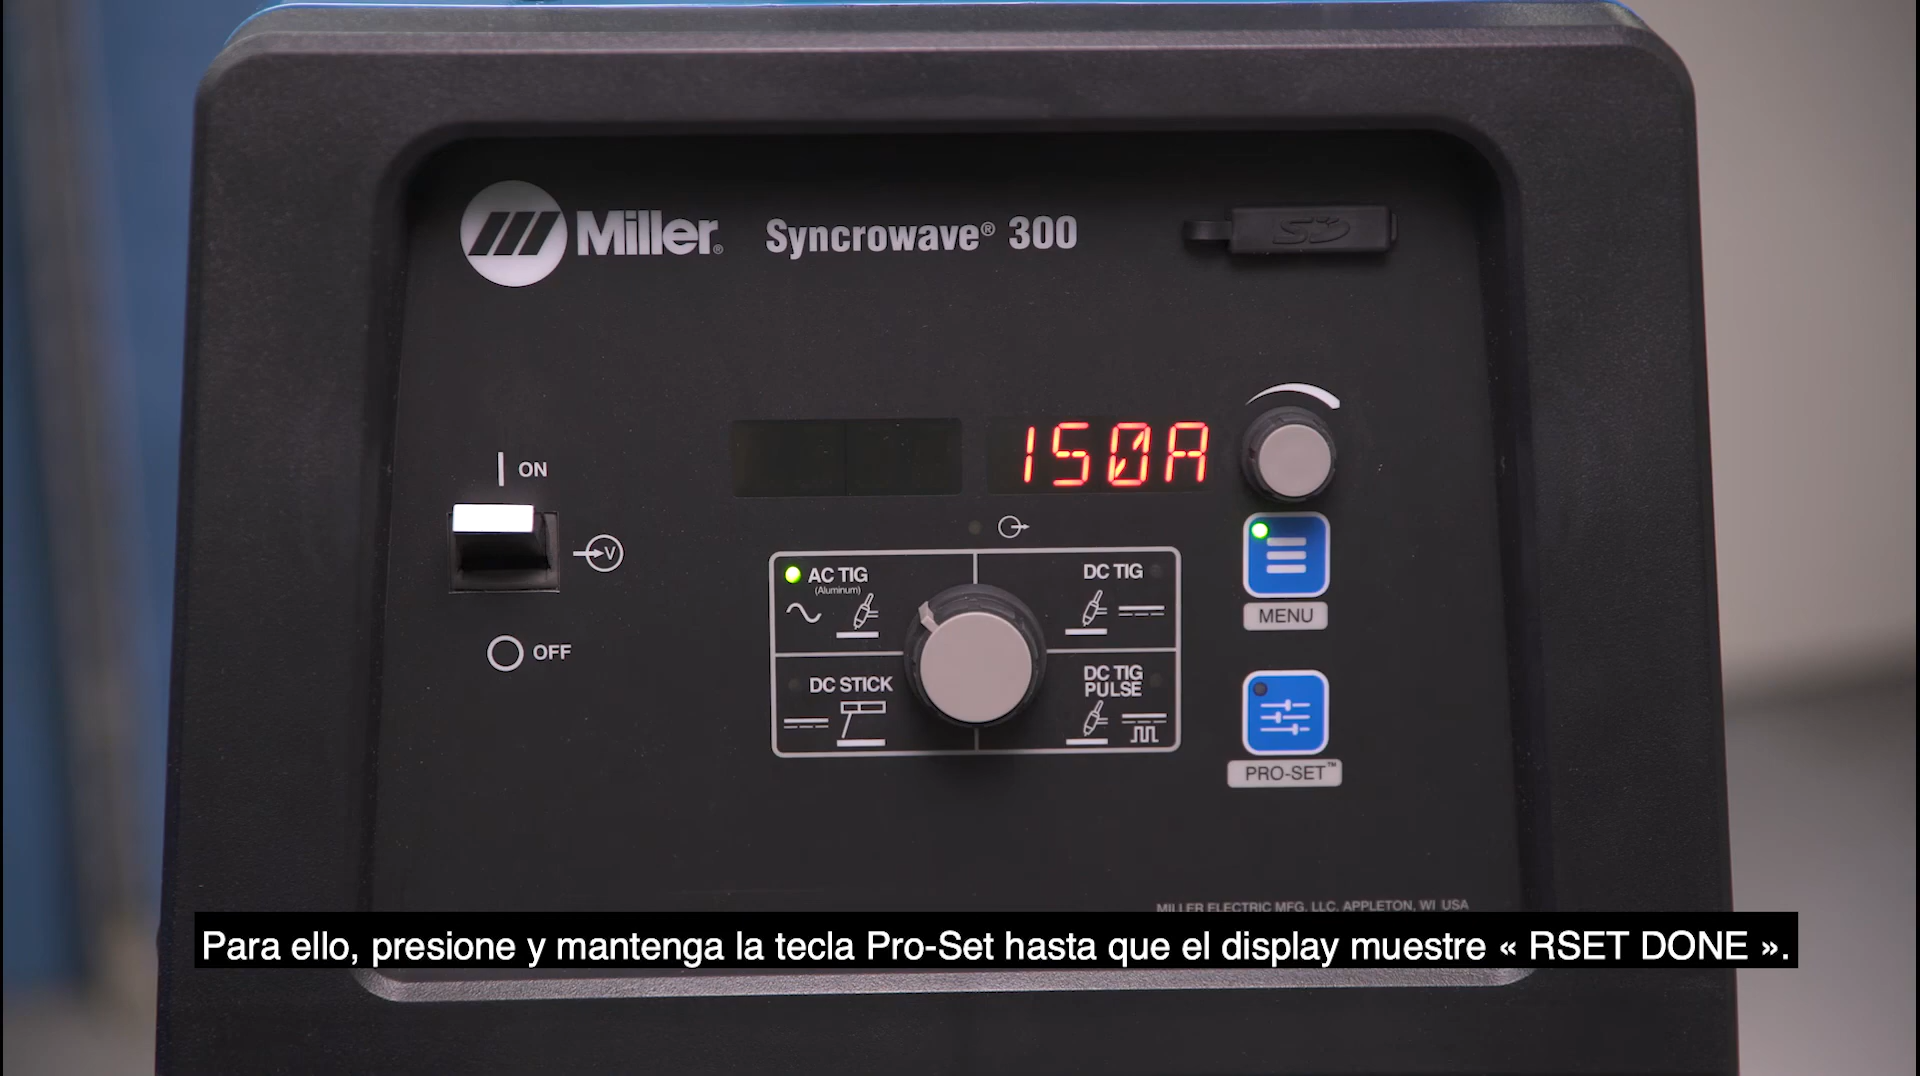 Miller® Syncrowave® 300
SD
150A
ON
V
OFF
AC TIG
(Aluminum)
DC TIG
DC STICK
DC TIG
PULSE
MENU
PRO-SET™
MILLER ELECTRIC MFG. LLC. APPLETON, WI USA
Para ello, presione y mantenga la tecla Pro-Set hasta que el display muestre « RSET DONE ».